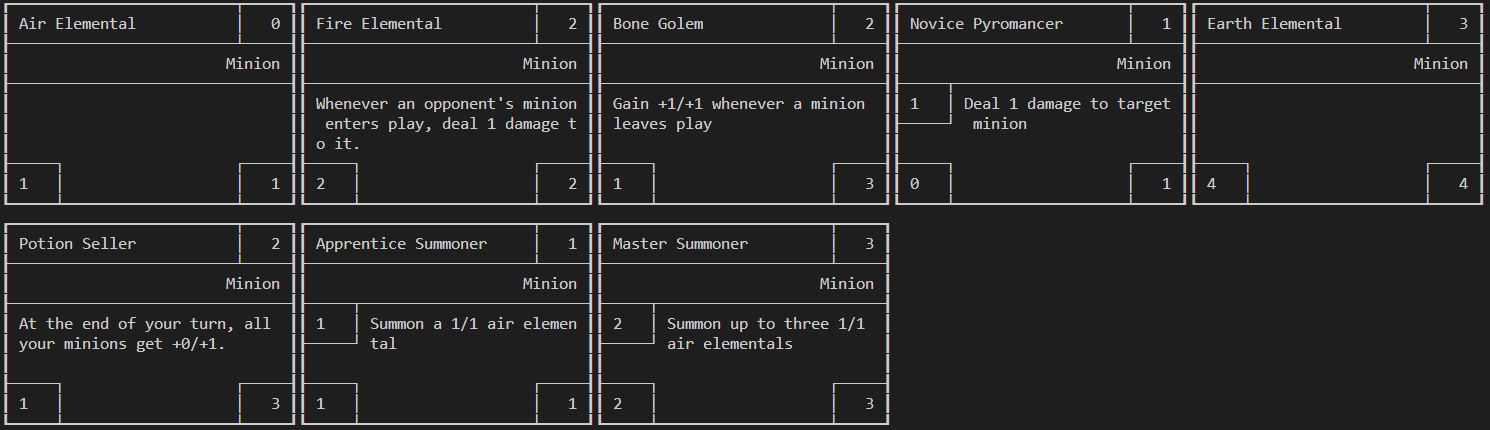 Air Elemental 0 Fire Elemental 2 Bone Golem 2 Novice Pyromancer 1 Earth Elemental 3
Minion Minion Minion Minion Minion
Whenever an opponent's minion Gain +1/+1 whenever a minion 1 Deal 1 damage to target
enters play, deal 1 damage t leaves play minion
o it.
1 1 2 2 1 3 0 1 4 4
Potion Seller 2 Apprentice Summoner 1 Master Summoner 3
Minion Minion Minion
At the end of your turn, all 1 Summon a 1/1 air elemen 2 Summon up to three 1/1
your minions get +0/+1. tal air elementals
1 3 1 1 2 3